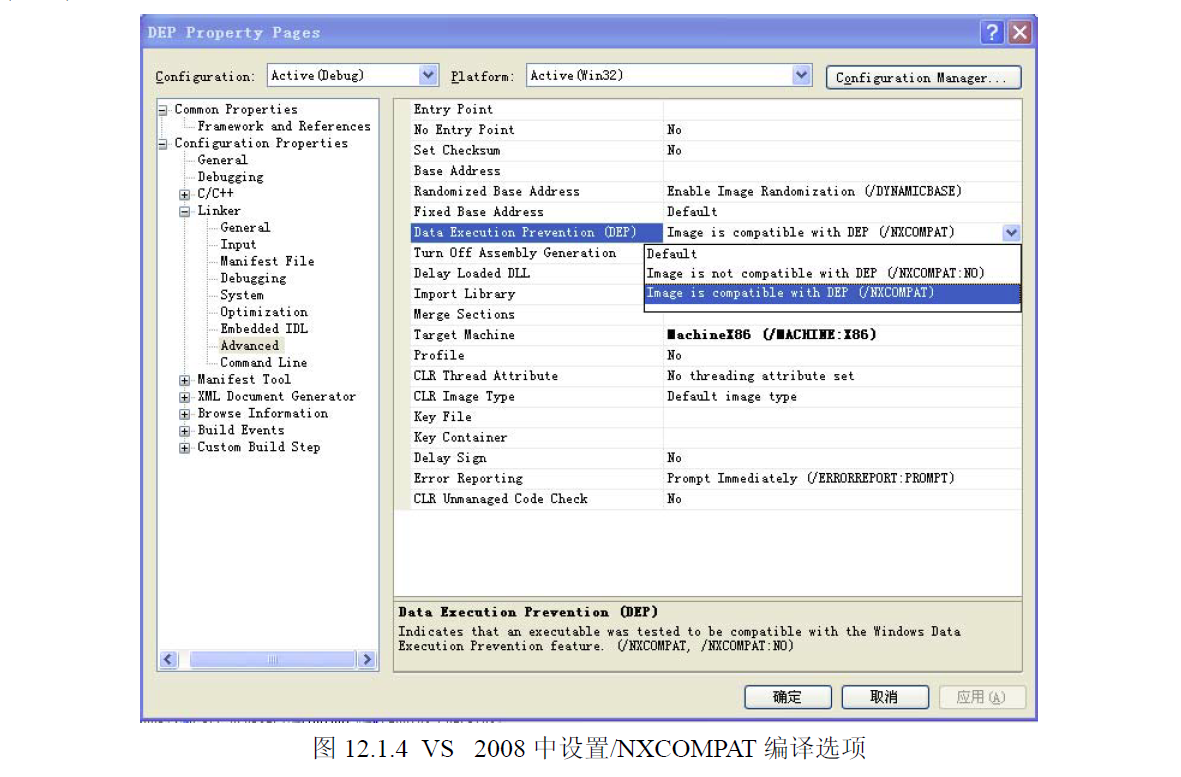 DEP Property Pages
Configuration: Active(Debug) Platform: Active(Win32) Configuration Manager...
Common Properties
Framework and References
Configuration Properties
General
Debugging
C/C++
Linker
General
Input
Manifest File
Debugging
System
Optimization
Embedded IDL
Advanced
Command Line
Manifest Tool
XML Document Generator
Browse Information
Build Events
Custom Build Step
Entry Point
No Entry Point No
Set Checksum No
Base Address
Randomized Base Address Enable Image Randomization (/DYNAMICBASE)
Fixed Base Address Default
Data Execution Prevention (DEP) Image is compatible with DEP (/NXCOMPAT)
Turn Off Assembly Generation Default
Delay Loaded DLL Image is not compatible with DEP (/NXCOMPAT:NO)
Import Library Image is compatible with DEP (/NXCOMPAT)
Merge Sections
Target Machine MachineX86 (/MACHINE:X86)
Profile No
CLR Thread Attribute No threading attribute set
CLR Image Type Default image type
Key File
Key Container
Delay Sign No
Error Reporting Prompt Immediately (/ERRORREPORT:PROMPT)
CLR Unmanaged Code Check No
Data Execution Prevention (DEP)
Indicates that an executable was tested to be compatible with the Windows Data
Execution Prevention feature. (/NXCOMPAT, /NXCOMPAT:NO)
确定 取消 应用(A)
图 12.1.4 VS 2008 中设置/NXCOMPAT 编译选项